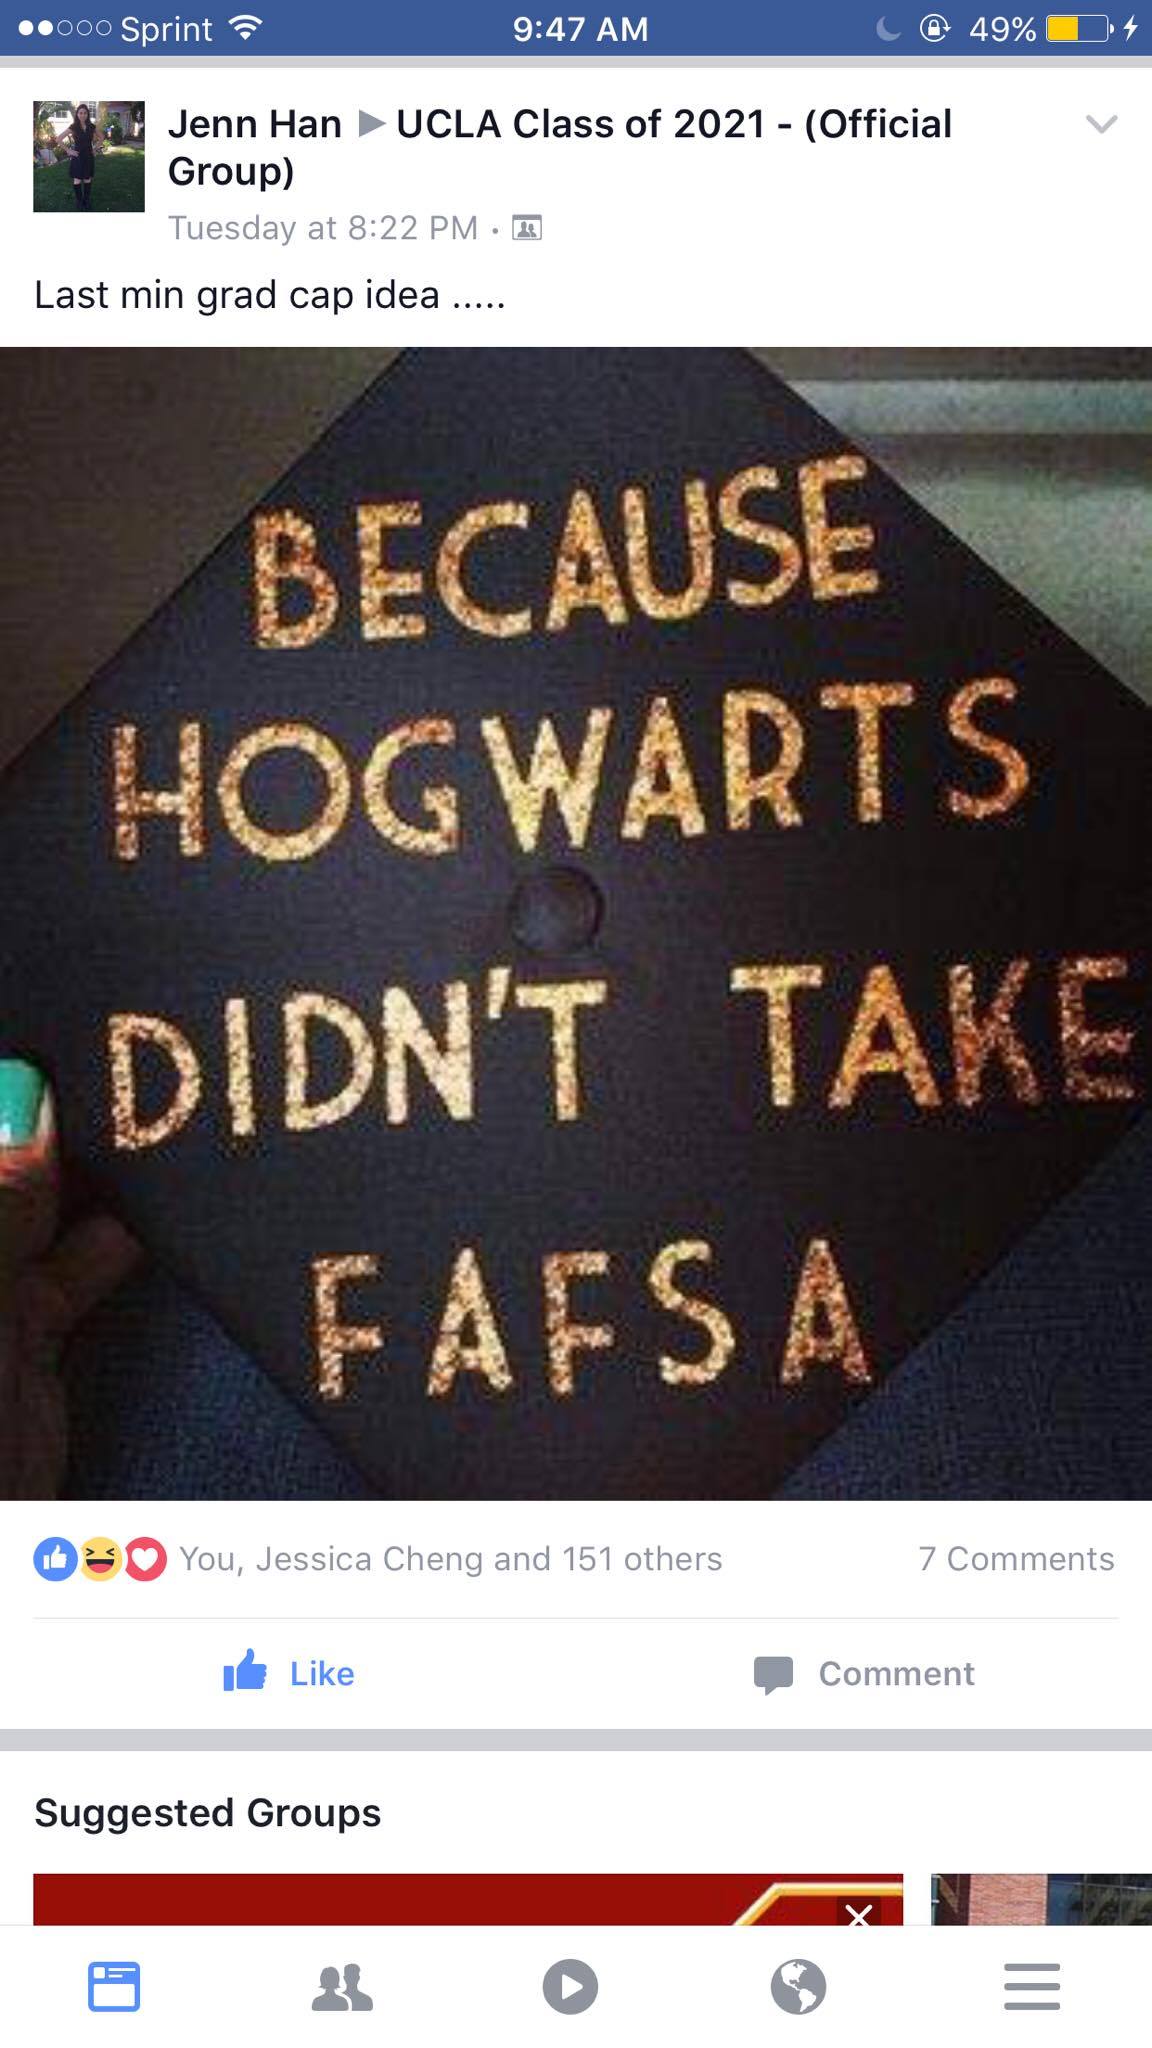 Sprint 9:47 AM 49%
Jenn Han ▶ UCLA Class of 2021 - (Official
Group)
Tuesday at 8:22 PM ·
Last min grad cap idea .....
BECAUSE
HOGWARTS
DIDN'T TAKE
FAFSA
You, Jessica Cheng and 151 others 7 Comments
Like Comment
Suggested Groups